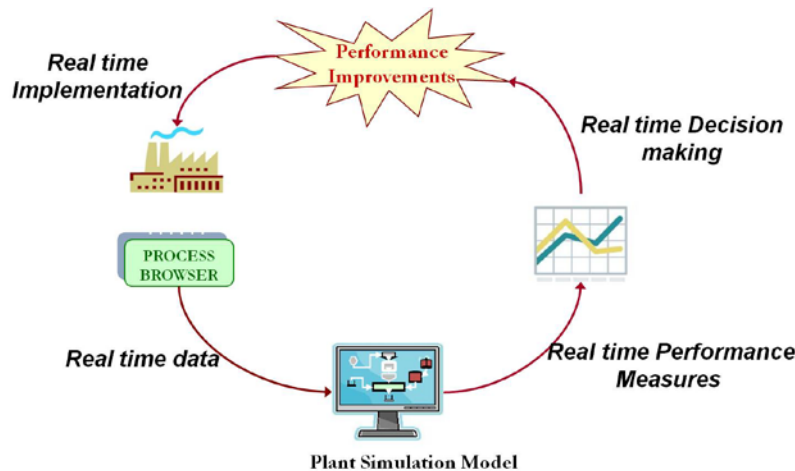 Real time
Implementation
Performance
Improvements
Real time Decision
making
PROCESS
BROWSER
Real time data
Real time Performance
Measures
Plant Simulation Model